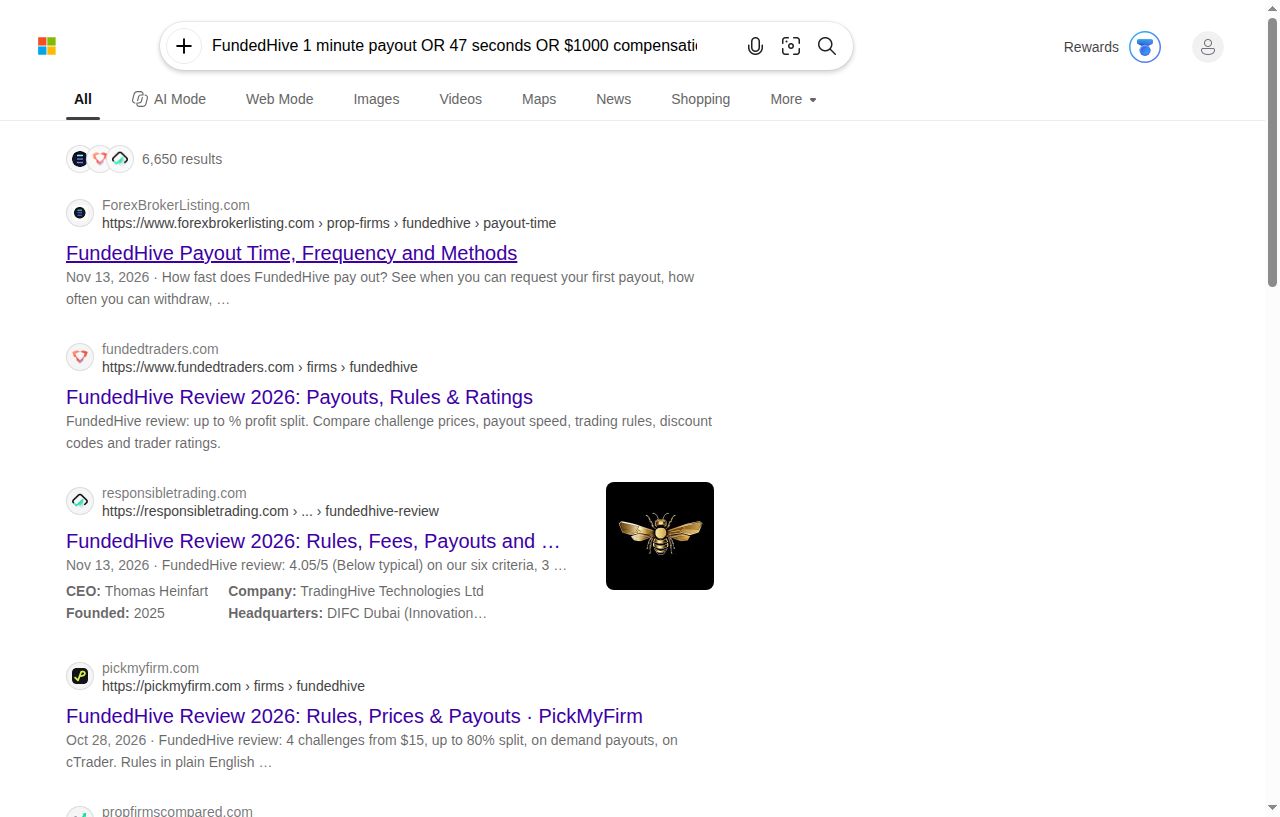 FundedHive 1 minute payout OR 47 seconds OR $1000 compensati
Rewards
All
AI Mode
Web Mode
Images
Videos
Maps
News
Shopping
More
6,650 results
ForexBrokerListing.com
https://www.forexbrokerlisting.com › prop-firms › fundedhive › payout-time
FundedHive Payout Time, Frequency and Methods
Nov 13, 2026 · How fast does FundedHive pay out? See when you can request your first payout, how
often you can withdraw, …
fundedtraders.com
https://www.fundedtraders.com › firms › fundedhive
FundedHive Review 2026: Payouts, Rules & Ratings
FundedHive review: up to % profit split. Compare challenge prices, payout speed, trading rules, discount
codes and trader ratings.
responsibletrading.com
https://responsibletrading.com › ... › fundedhive-review
FundedHive Review 2026: Rules, Fees, Payouts and …
Nov 13, 2026 · FundedHive review: 4.05/5 (Below typical) on our six criteria, 3 …
CEO: Thomas Heinfart Company: TradingHive Technologies Ltd
Founded: 2025 Headquarters: DIFC Dubai (Innovation…
pickmyfirm.com
https://pickmyfirm.com › firms › fundedhive
FundedHive Review 2026: Rules, Prices & Payouts · PickMyFirm
Oct 28, 2026 · FundedHive review: 4 challenges from $15, up to 80% split, on demand payouts, on
cTrader. Rules in plain English …
propfirmscompared.com